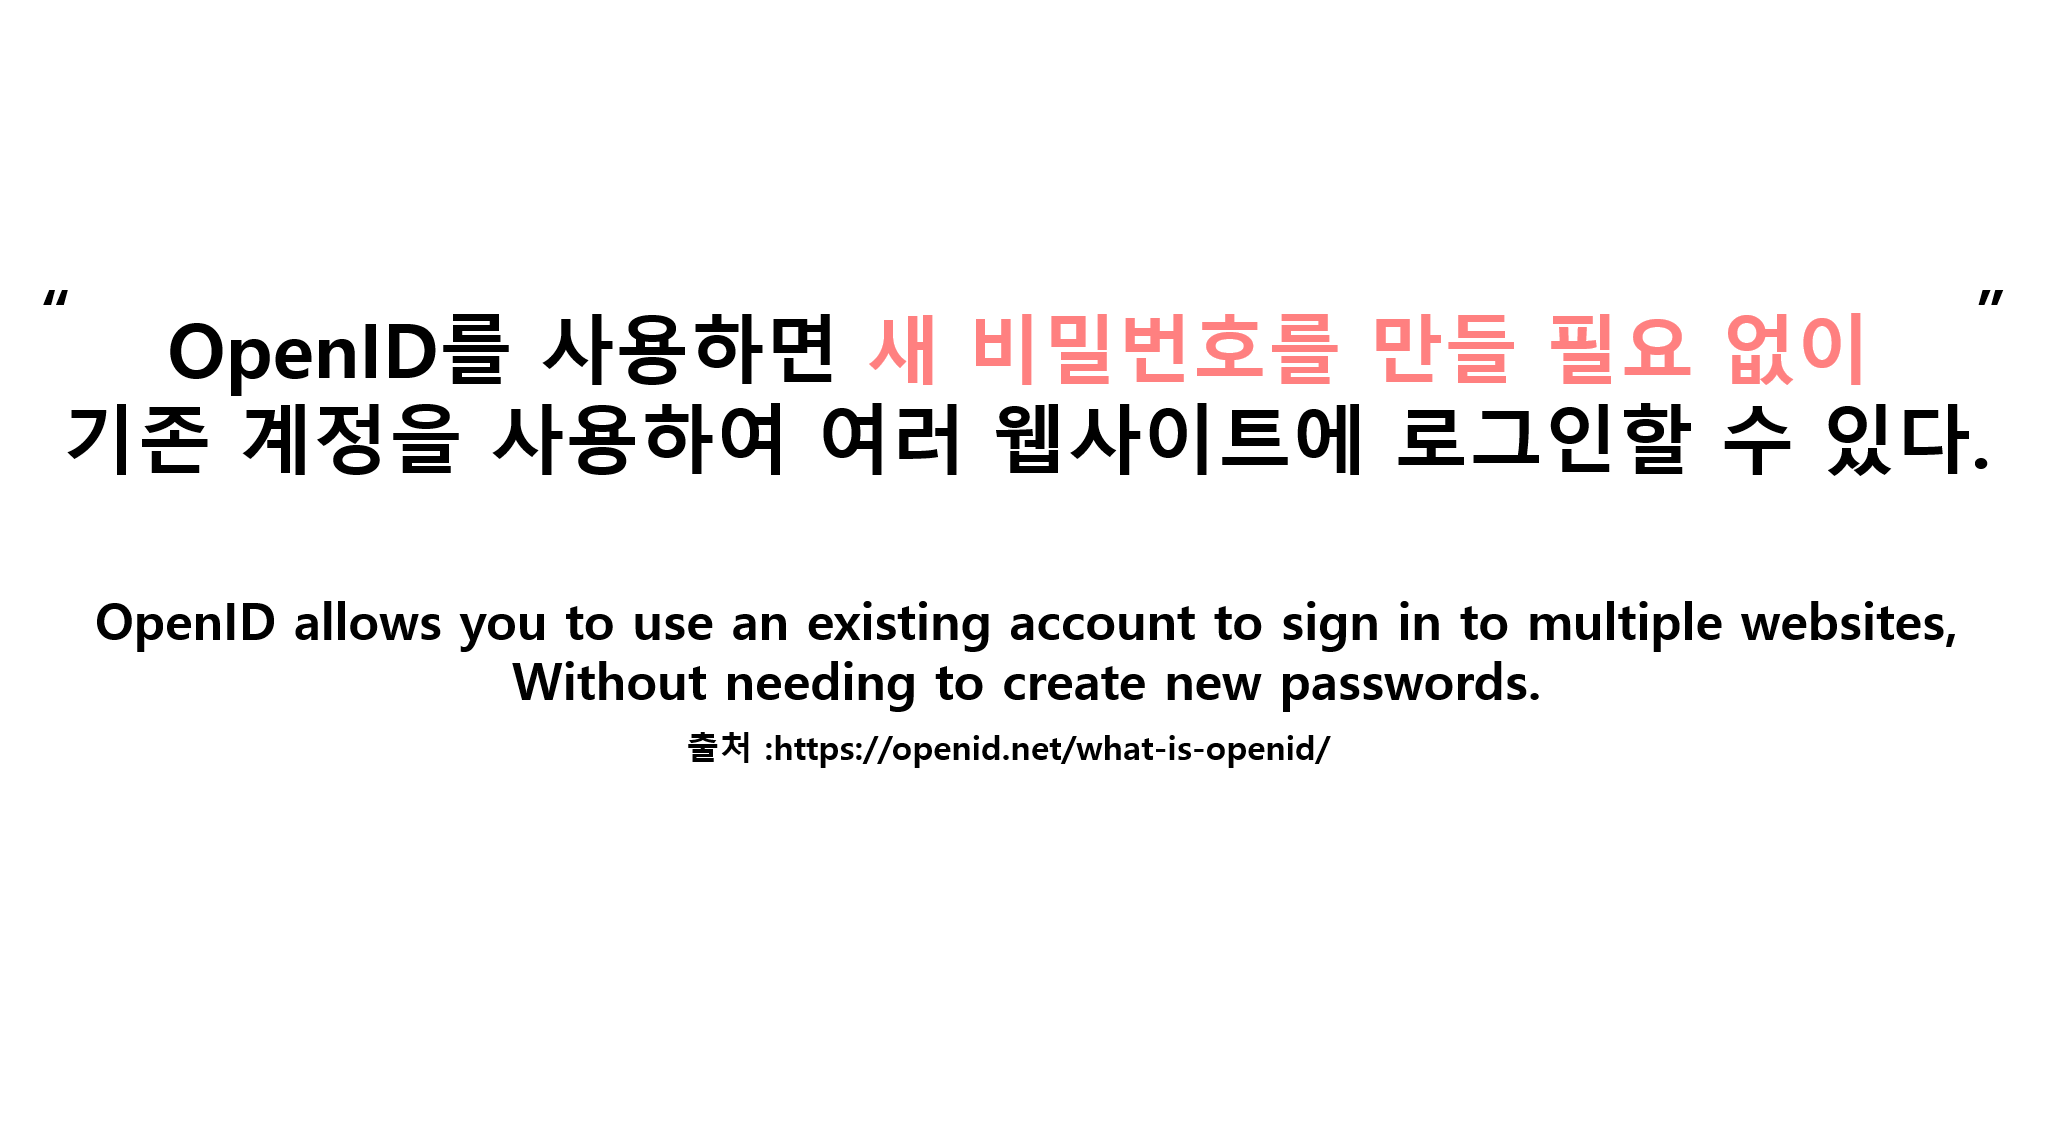 “ OpenID를 사용하면 새 비밀번호를 만들 필요 없이 ”
기존 계정을 사용하여 여러 웹사이트에 로그인할 수 있다.
OpenID allows you to use an existing account to sign in to multiple websites,
Without needing to create new passwords.
출처 :https://openid.net/what-is-openid/